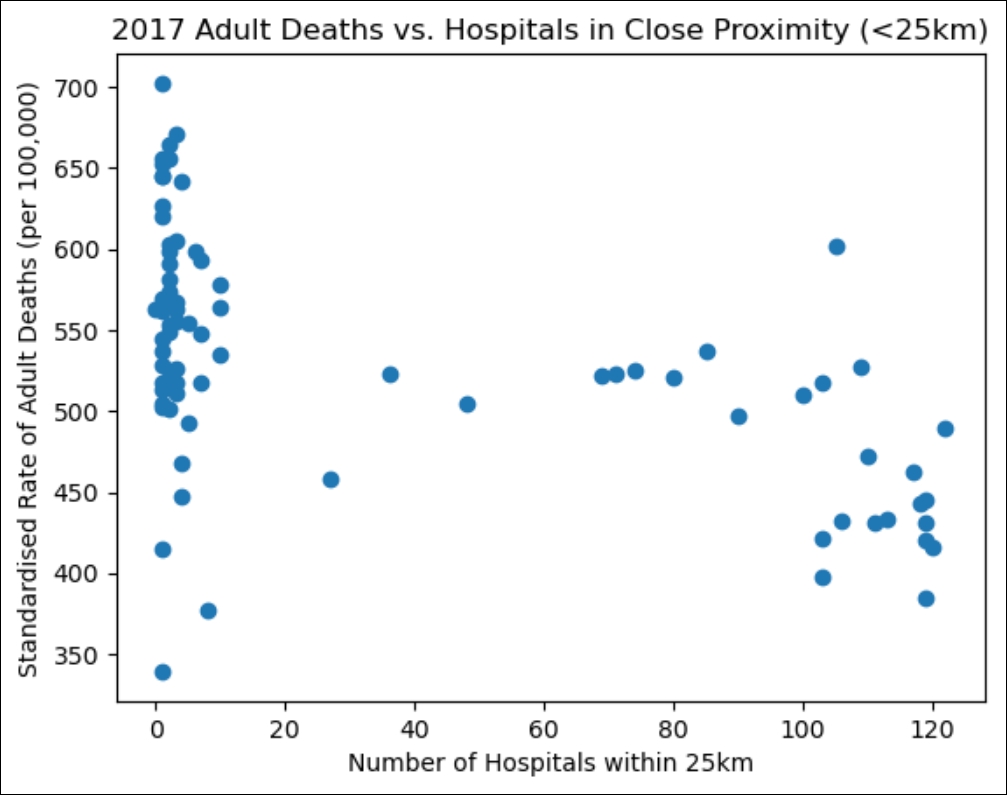 2017 Adult Deaths vs. Hospitals in Close Proximity (<25km)
Standardised Rate of Adult Deaths (per 100,000)
700
650
600
550
500
450
400
350
0 20 40 60 80 100 120
Number of Hospitals within 25km